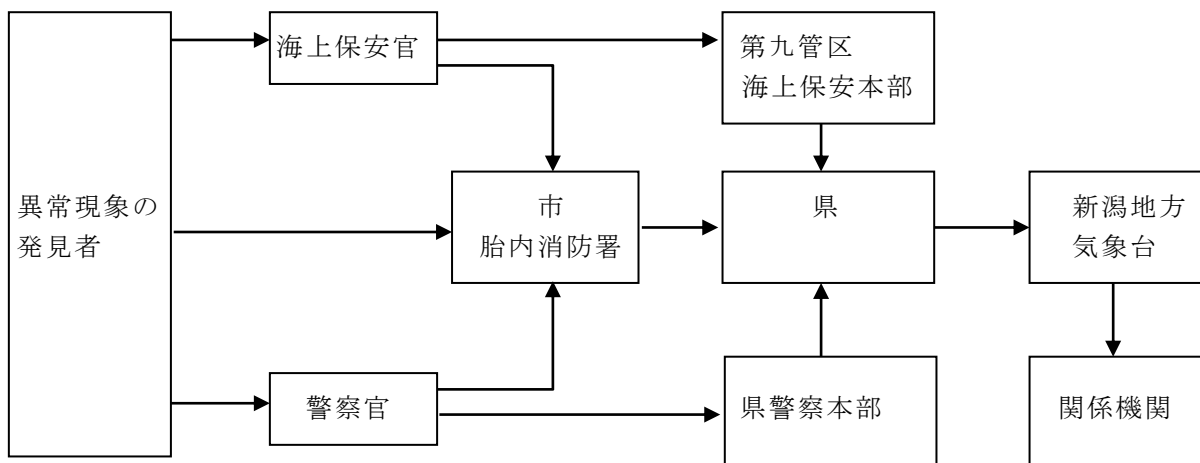 海上保安官
第九管区
海上保安本部
異常現象の
発見者
市
胎内消防署
県
新潟地方
気象台
警察官
県警察本部
関係機関